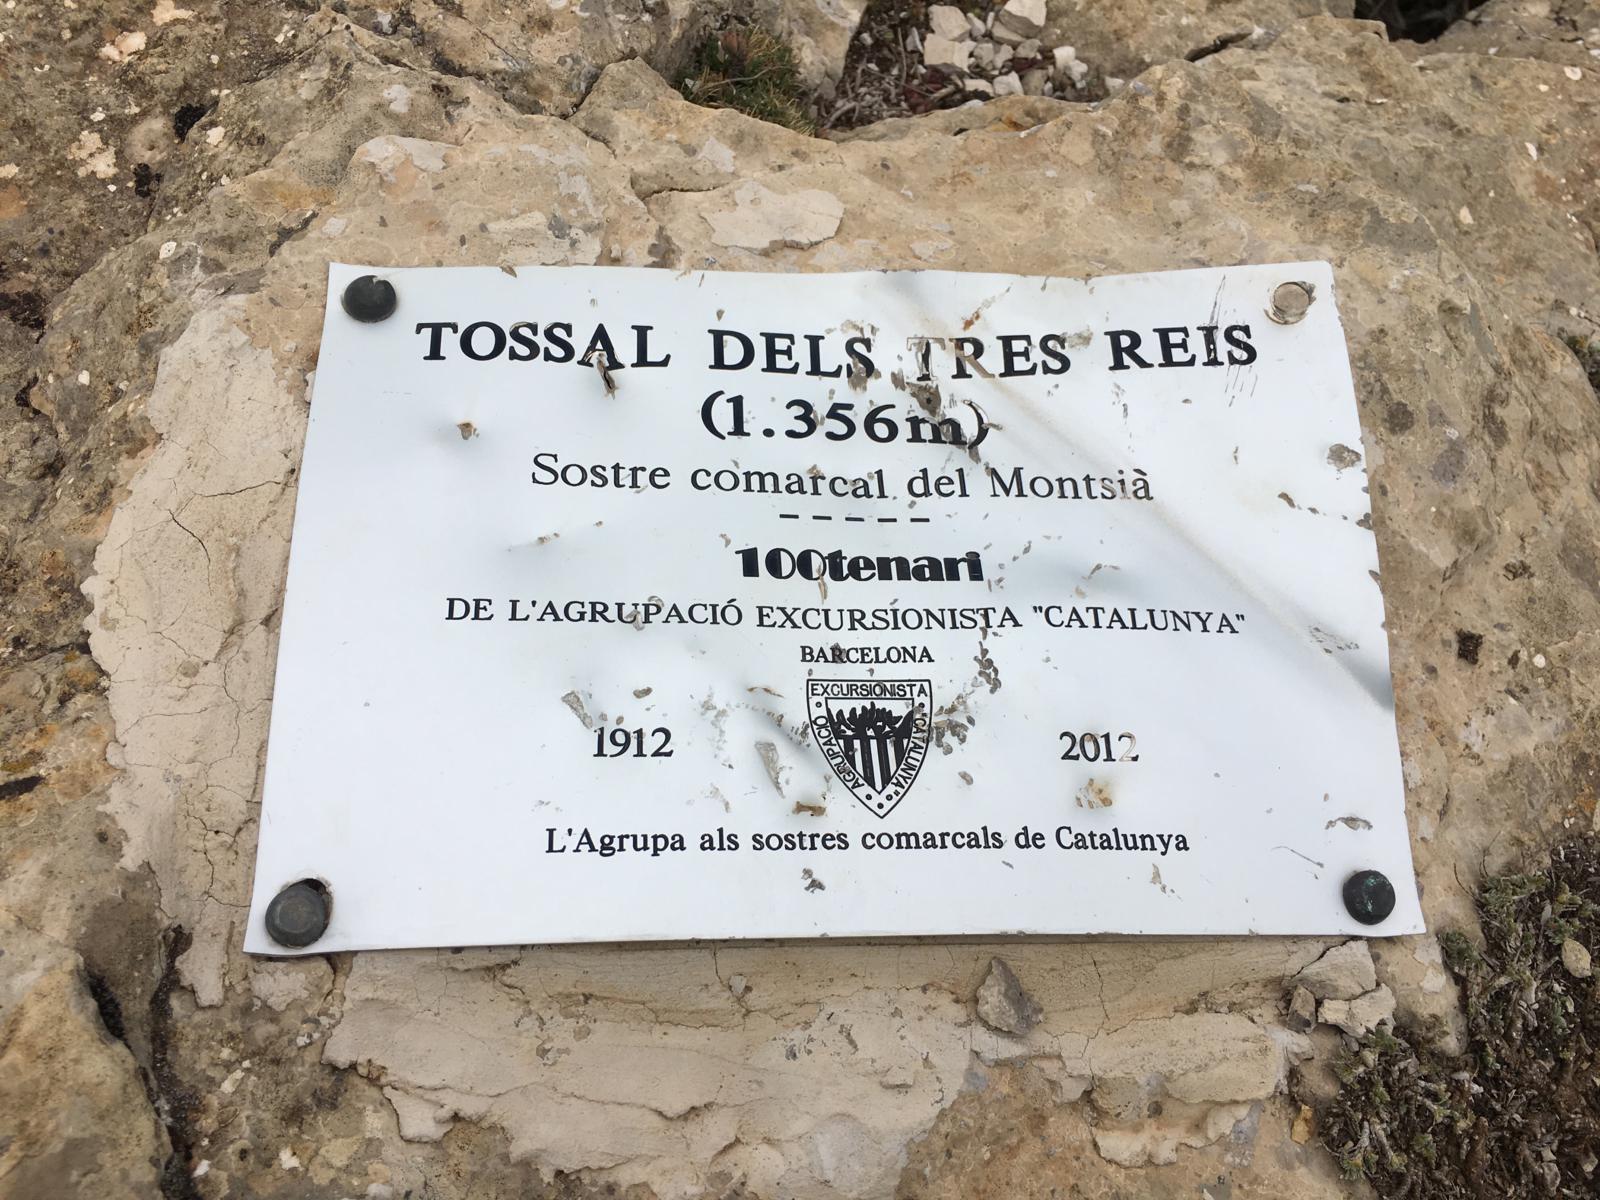 TOSSAL DELS TRES REIS
(1.356m)
Sostre comarcal del Montsià
-----
100tenari
DE L'AGRUPACIÓ EXCURSIONISTA "CATALUNYA"
BARCELONA
EXCURSIONISTA
AGRUPACIÓ
"CATALUNYA"
1912
2012
L'Agrupa als sostres comarcals de Catalunya